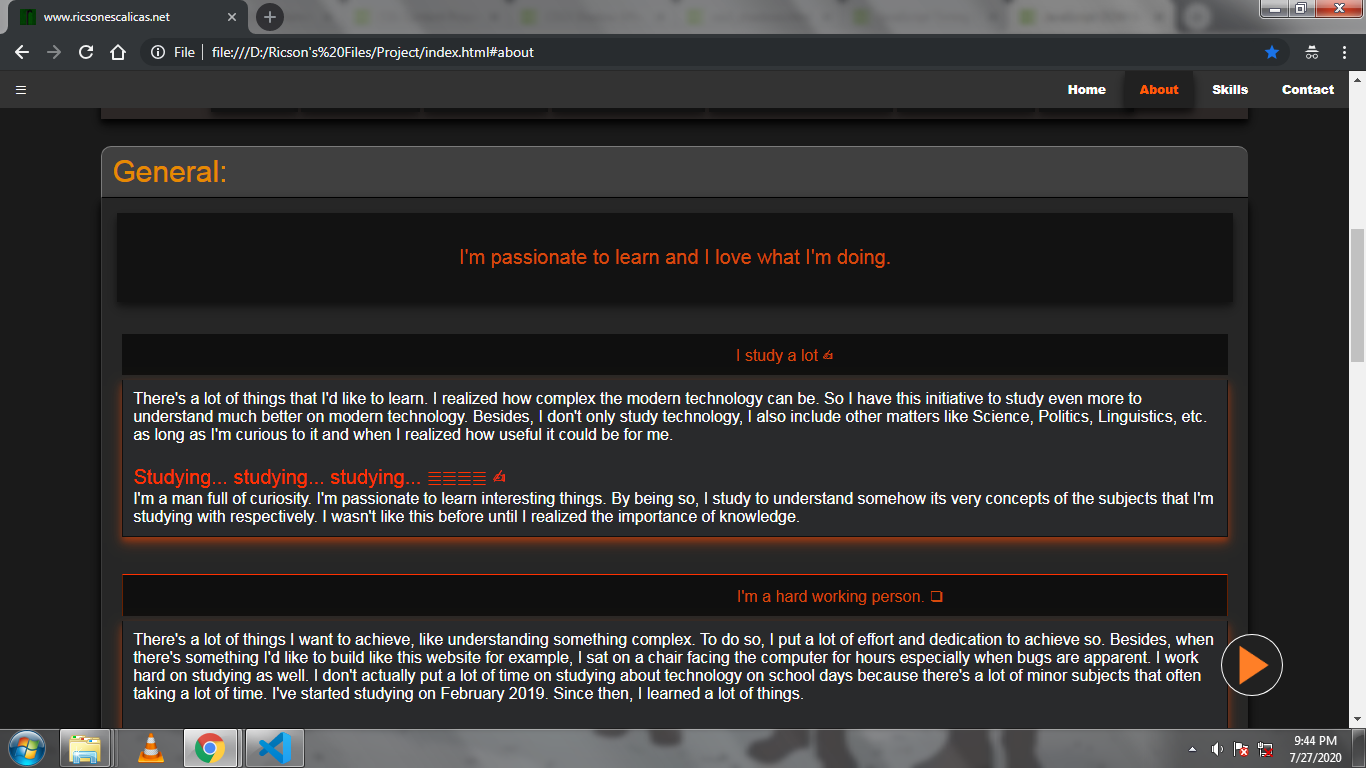 www.ricsonescalicas.net
File
file:///D:/Ricson's%20Files/Project/index.html#about
Home About Skills Contact
General:
I'm passionate to learn and I love what I'm doing.
I study a lot ✍
There's a lot of things that I'd like to learn. I realized how complex the modern technology can be. So I have this initiative to study even more to
understand much better on modern technology. Besides, I don't only study technology, I also include other matters like Science, Politics, Linguistics, etc.
as long as I'm curious to it and when I realized how useful it could be for me.
Studying... studying... studying... ䷀䷀䷀䷀ ✍
I'm a man full of curiosity. I'm passionate to learn interesting things. By being so, I study to understand somehow its very concepts of the subjects that I'm
studying with respectively. I wasn't like this before until I realized the importance of knowledge.
I'm a hard working person. ❏
There's a lot of things I want to achieve, like understanding something complex. To do so, I put a lot of effort and dedication to achieve so. Besides, when
there's something I'd like to build like this website for example, I sat on a chair facing the computer for hours especially when bugs are apparent. I work
hard on studying as well. I don't actually put a lot of time on studying about technology on school days because there's a lot of minor subjects that often
taking a lot of time. I've started studying on February 2019. Since then, I learned a lot of things.
9:44 PM
7/27/2020